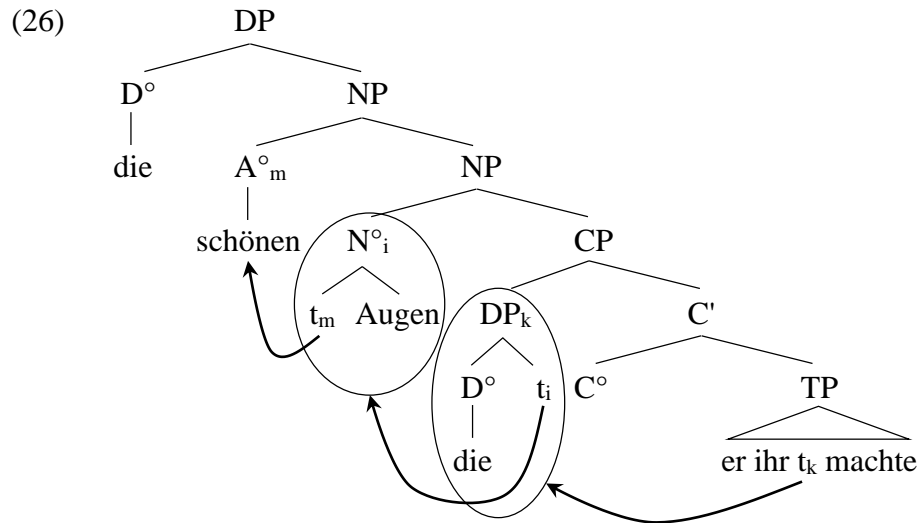 (26) DP
D° NP
die A°ₘ NP
schönen N°ᵢ CP
tₘ Augen DPₖ C'
D° tᵢ C° TP
die er ihr tₖ machte